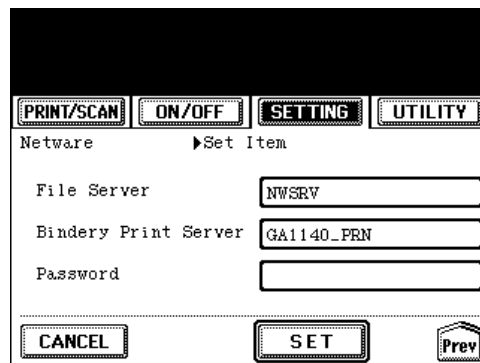 PRINT/SCAN ON/OFF SETTING UTILITY
Netware ▶Set Item
File Server NWSRV
Bindery Print Server GA1140_PRN
Password
CANCEL SET Prev